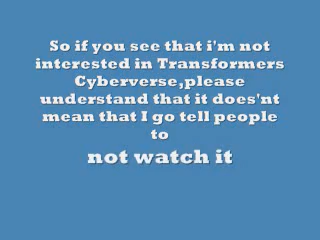 So if you see that i'm not
interested in Transformers
Cyberverse,please
understand that it does'nt
mean that I go tell people
to
not watch it